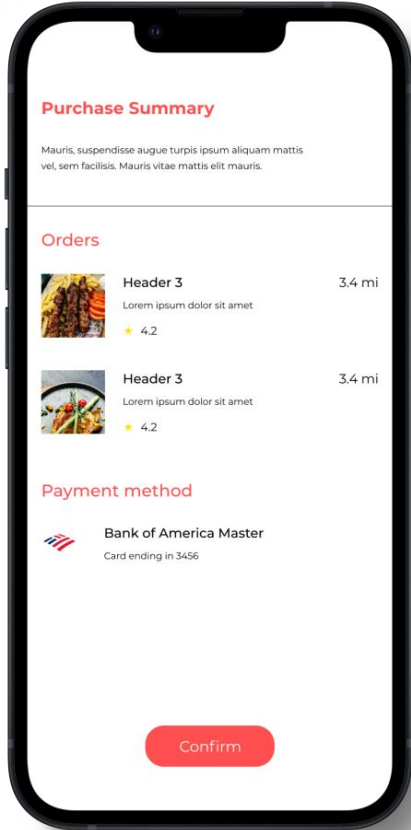 Purchase Summary
Mauris, suspendisse augue turpis ipsum aliquam mattis
vel, sem facilisis. Mauris vitae mattis elit mauris.
Orders
Header 3 3.4 mi
Lorem ipsum dolor sit amet
4.2
Header 3 3.4 mi
Lorem ipsum dolor sit amet
4.2
Payment method
Bank of America Master
Card ending in 3456
Confirm